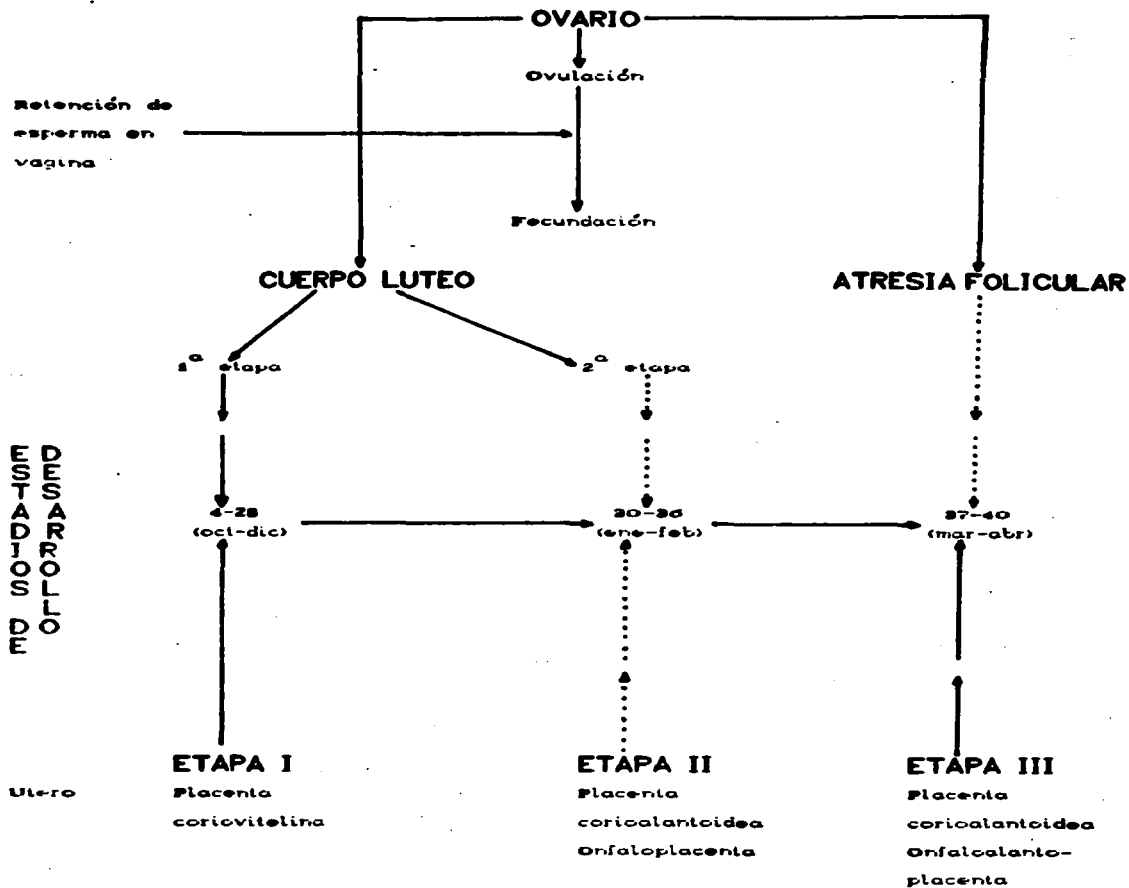 OVARIO
Ovulación
Retención de
esperma en
vagina
Fecundación
CUERPO LUTEO
ATRESIA FOLICULAR
1ª etapa
2ª etapa
ESTADIOS DE
DESARROLLO
4-28
(oct-dic)
30-36
(ene-feb)
37-40
(mar-abr)
ETAPA I
ETAPA II
ETAPA III
Utero
Placenta
coriovitelina
Placenta
corioalantoidea
Onfaloplacenta
Placenta
corioalantoidea
Onfaloalanto-
placenta